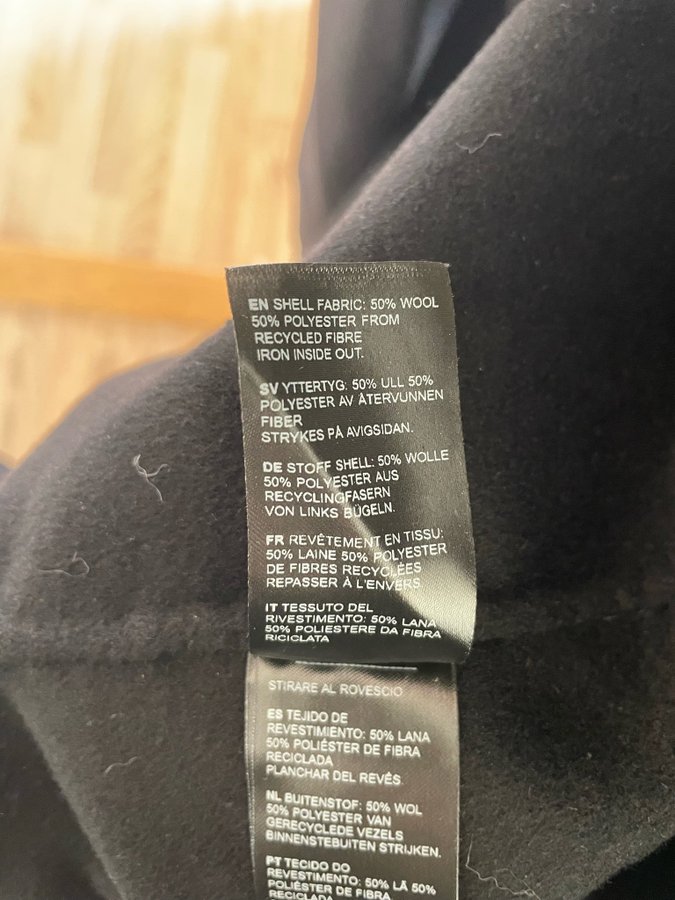 EN SHELL FABRIC: 50% WOOL
50% POLYESTER FROM
RECYCLED FIBRE
IRON INSIDE OUT.
SV YTTERTYG: 50% ULL 50%
POLYESTER AV ÅTERVUNNEN
FIBER
STRYKES PÅ AVIGSIDAN.
DE STOFF SHELL: 50% WOLLE
50% POLYESTER AUS
RECYCLINGFASERN
VON LINKS BÜGELN.
FR REVÊTEMENT EN TISSU:
50% LAINE 50% POLYESTER
DE FIBRES RECYCLÉES
REPASSER À L'ENVERS
IT TESSUTO DEL
RIVESTIMENTO: 50% LANA
50% POLIESTERE DA FIBRA
RICICLATA
STIRARE AL ROVESCIO
ES TEJIDO DE
REVESTIMIENTO: 50% LANA
50% POLIÉSTER DE FIBRA
RECICLADA
PLANCHAR DEL REVÉS.
NL BUITENSTOF: 50% WOL
50% POLYESTER VAN
GERECYCLEDE VEZELS
BINNENSTEBUITEN STRIJKEN.
PT TECIDO DO
REVESTIMENTO: 50% LÃ 50%
POLIÉSTER DE FIBRA
RECICLADA